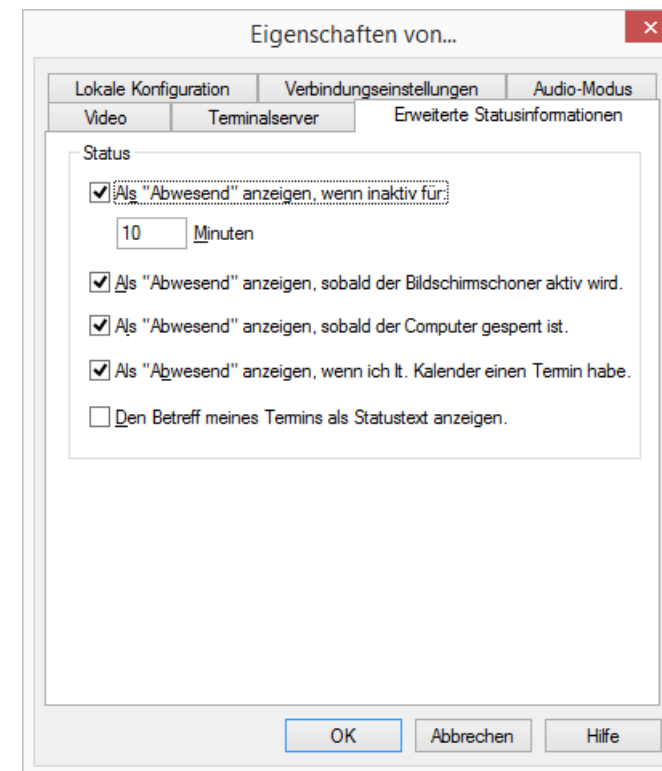 Eigenschaften von...
Lokale Konfiguration Verbindungseinstellungen Audio-Modus
Video Terminalserver Erweiterte Statusinformationen
Status
Als "Abwesend" anzeigen, wenn inaktiv für:
10 Minuten
Als "Abwesend" anzeigen, sobald der Bildschirmschoner aktiv wird.
Als "Abwesend" anzeigen, sobald der Computer gesperrt ist.
Als "Abwesend" anzeigen, wenn ich lt. Kalender einen Termin habe.
Den Betreff meines Termins als Statustext anzeigen.
OK Abbrechen Hilfe